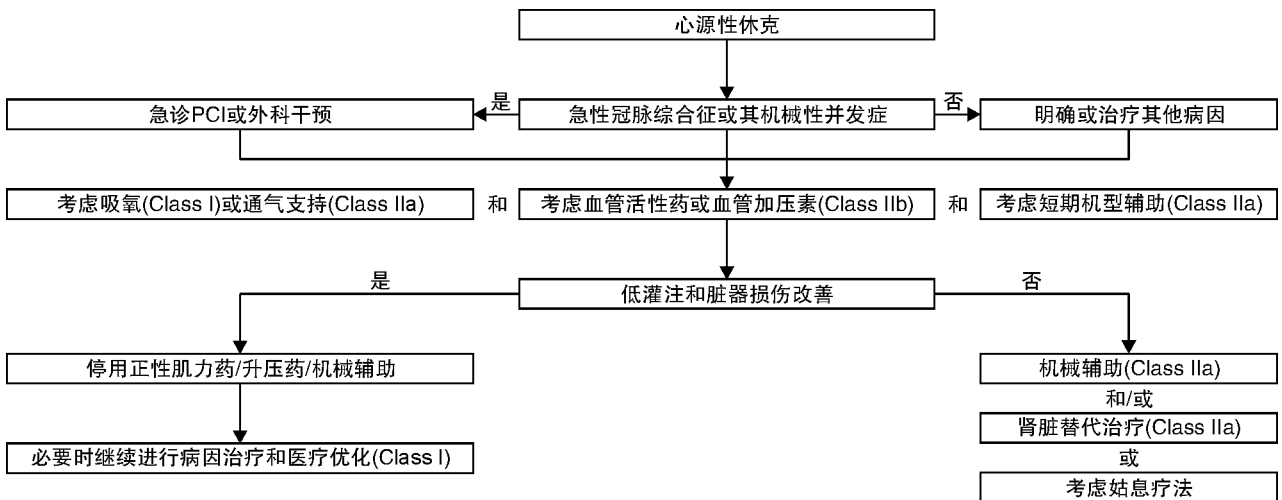 心源性休克
急诊PCI或外科干预 是 急性冠脉综合征或其机械性并发症 否 明确或治疗其他病因
考虑吸氧(Class I)或通气支持(Class IIa) 和 考虑血管活性药或血管加压素(Class IIb) 和 考虑短期机型辅助(Class IIa)
是 低灌注和脏器损伤改善 否
停用正性肌力药/升压药/机械辅助 机械辅助(Class IIa)
和/或
必要时继续进行病因治疗和医疗优化(Class I) 肾脏替代治疗(Class IIa)
或
考虑姑息疗法